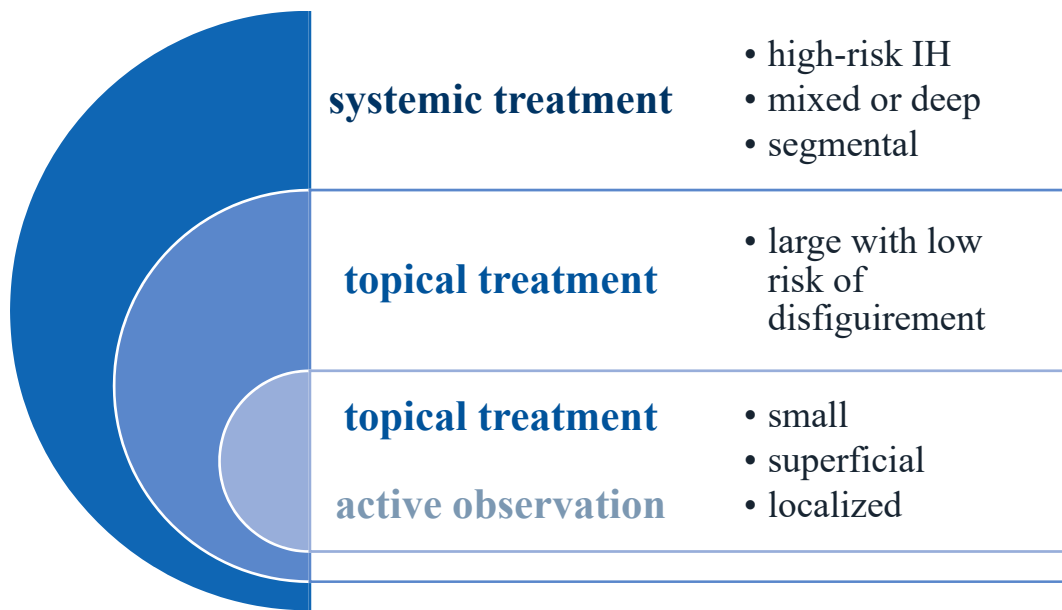 systemic treatment
• high-risk IH
• mixed or deep
• segmental
topical treatment
• large with low
risk of
disfiguirement
topical treatment
active observation
• small
• superficial
• localized